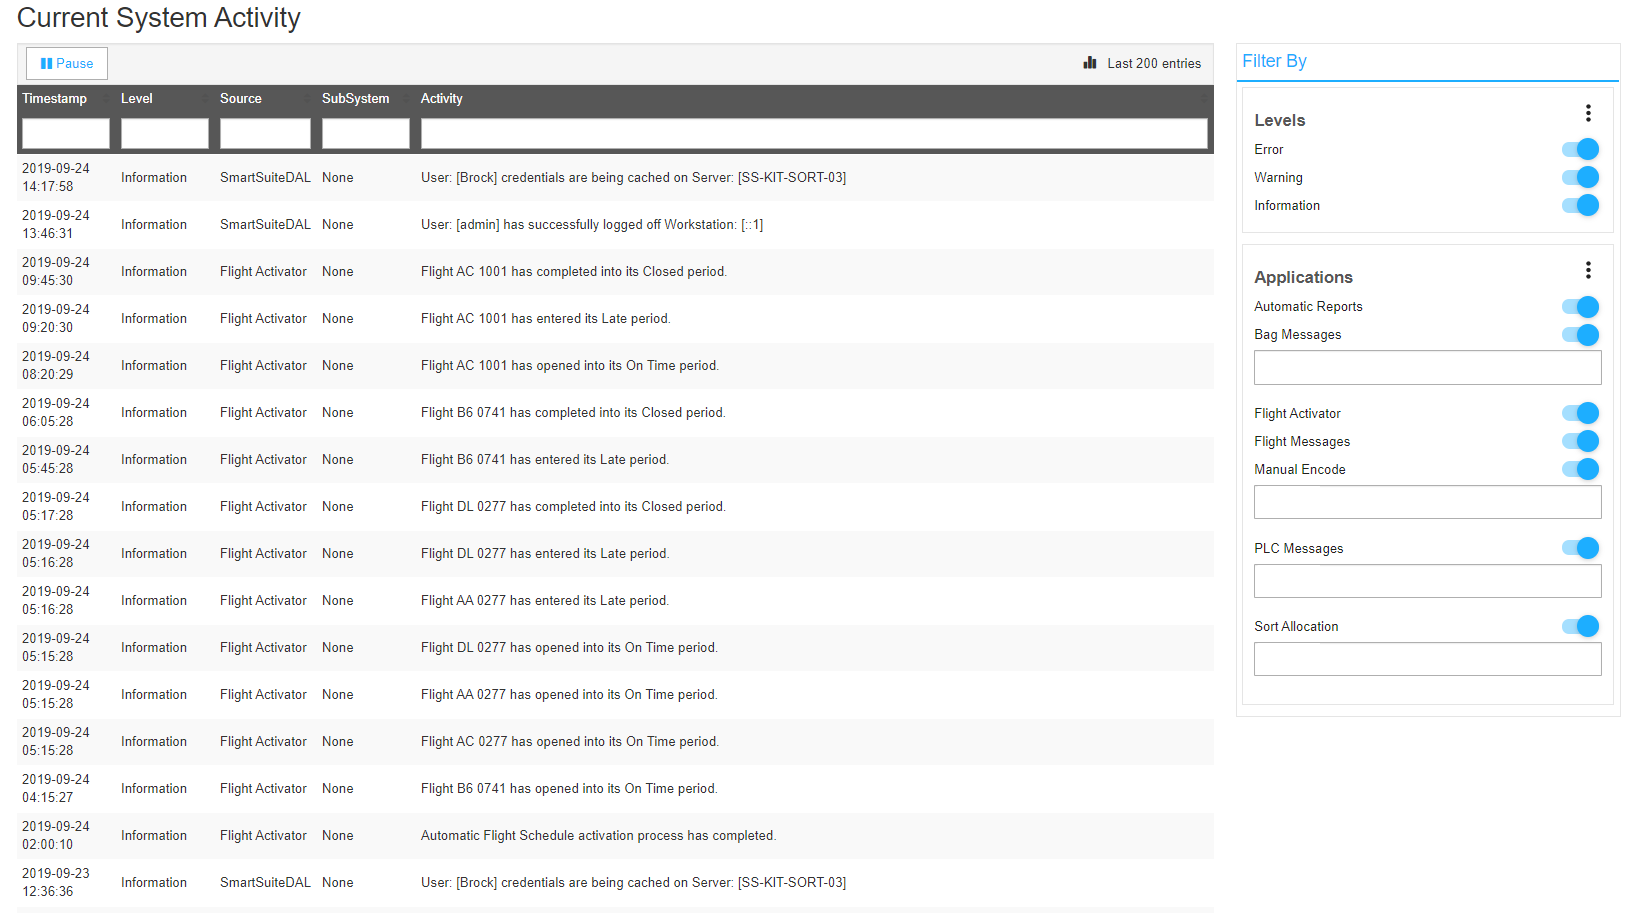 Current System Activity
Pause
Last 200 entries
Timestamp Level Source SubSystem Activity
2019-09-24
14:17:58 Information SmartSuiteDAL None User: [Brock] credentials are being cached on Server: [SS-KIT-SORT-03]
2019-09-24
13:46:31 Information SmartSuiteDAL None User: [admin] has successfully logged off Workstation: [::1]
2019-09-24
09:45:30 Information Flight Activator None Flight AC 1001 has completed into its Closed period.
2019-09-24
09:20:30 Information Flight Activator None Flight AC 1001 has entered its Late period.
2019-09-24
08:20:29 Information Flight Activator None Flight AC 1001 has opened into its On Time period.
2019-09-24
06:05:28 Information Flight Activator None Flight B6 0741 has completed into its Closed period.
2019-09-24
05:45:28 Information Flight Activator None Flight B6 0741 has entered its Late period.
2019-09-24
05:17:28 Information Flight Activator None Flight DL 0277 has completed into its Closed period.
2019-09-24
05:16:28 Information Flight Activator None Flight DL 0277 has entered its Late period.
2019-09-24
05:16:28 Information Flight Activator None Flight AA 0277 has entered its Late period.
2019-09-24
05:15:28 Information Flight Activator None Flight DL 0277 has opened into its On Time period.
2019-09-24
05:15:28 Information Flight Activator None Flight AA 0277 has opened into its On Time period.
2019-09-24
05:15:28 Information Flight Activator None Flight AC 0277 has opened into its On Time period.
2019-09-24
04:15:27 Information Flight Activator None Flight B6 0741 has opened into its On Time period.
2019-09-24
02:00:10 Information Flight Activator None Automatic Flight Schedule activation process has completed.
2019-09-23
12:36:36 Information SmartSuiteDAL None User: [Brock] credentials are being cached on Server: [SS-KIT-SORT-03]
Filter By
Levels
Error
Warning
Information
Applications
Automatic Reports
Bag Messages
Flight Activator
Flight Messages
Manual Encode
PLC Messages
Sort Allocation